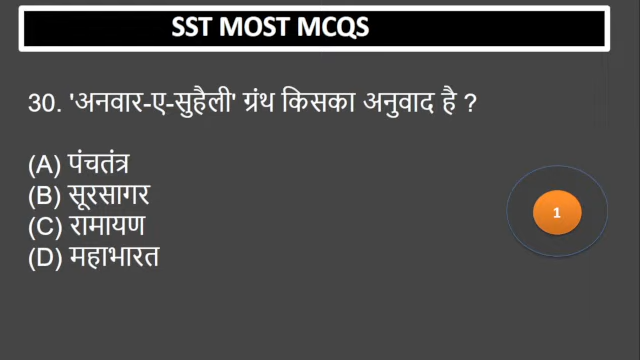 SST MOST MCQS
30. 'अनवार-ए-सुहैली' ग्रंथ किसका अनुवाद है ?
(A) पंचतंत्र
(B) सूरसागर
(C) रामायण
(D) महाभारत
1